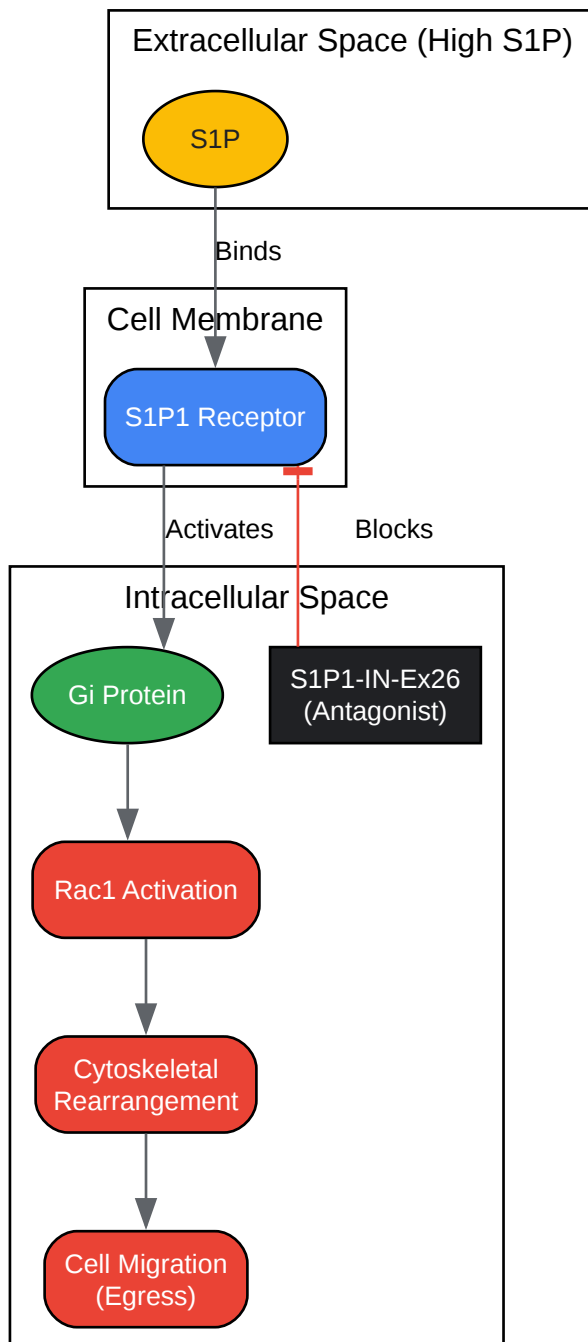 Extracellular Space (High S1P)
S1P
Binds
Cell Membrane
S1P1 Receptor
Activates
Blocks
Intracellular Space
Gi Protein
S1P1-IN-Ex26
(Antagonist)
Rac1 Activation
Cytoskeletal
Rearrangement
Cell Migration
(Egress)